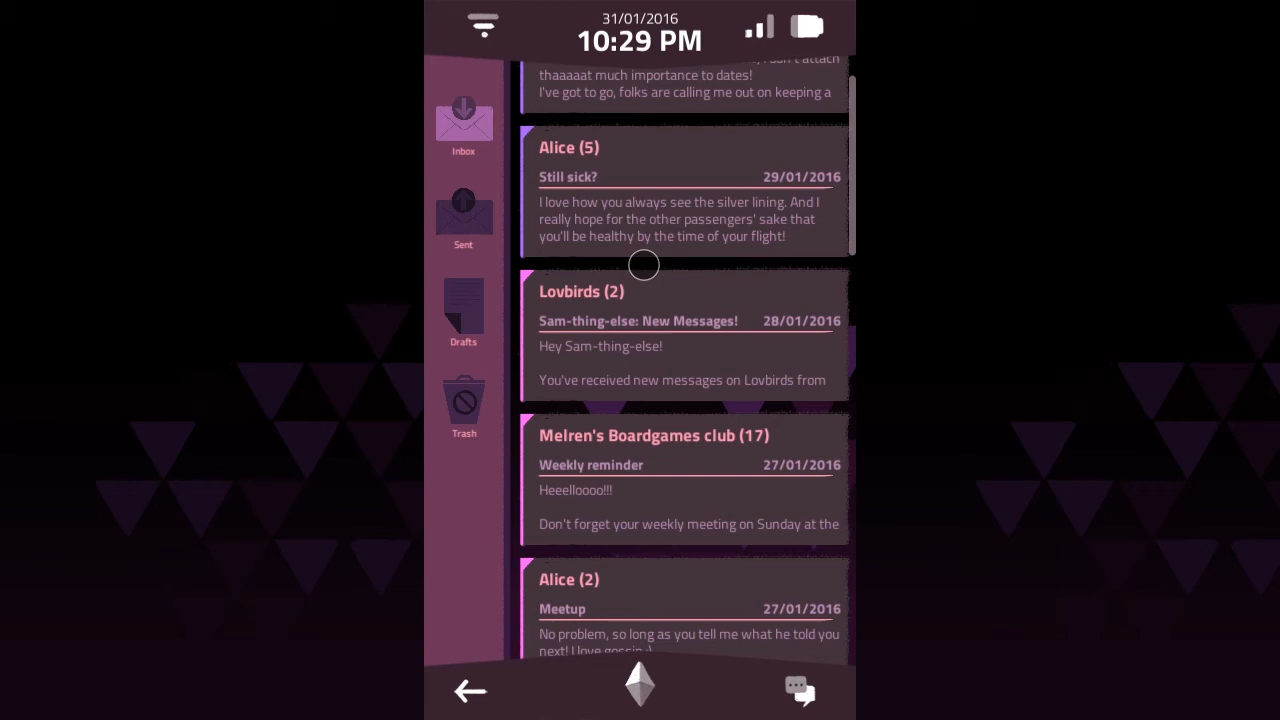 31/01/2016
10:29 PM
thaaaaat much importance to dates!
I've got to go, folks are calling me out on keeping a
Inbox
Sent
Drafts
Trash
Alice (5)
Still sick? 29/01/2016
I love how you always see the silver lining. And I
really hope for the other passengers' sake that
you'll be healthy by the time of your flight!
Lovbirds (2)
Sam-thing-else: New Messages! 28/01/2016
Hey Sam-thing-else!
You've received new messages on Lovbirds from
Melren's Boardgames club (17)
Weekly reminder 27/01/2016
Heeelloooo!!!
Don't forget your weekly meeting on Sunday at the
Alice (2)
Meetup 27/01/2016
No problem, so long as you tell me what he told you
next! I love gossip :)